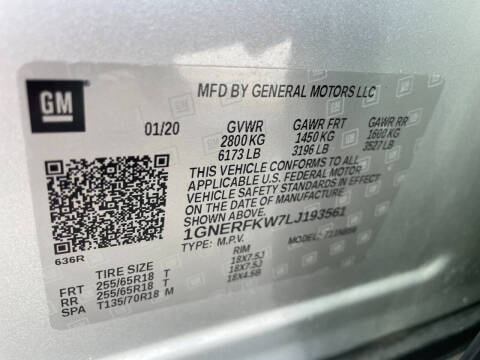 GM
MFD BY GENERAL MOTORS LLC
01/20 GVWR GAWR FRT GAWR RR
2800 KG 1450 KG 1600 KG
6173 LB 3196 LB 3527 LB
THIS VEHICLE CONFORMS TO ALL
APPLICABLE U.S. FEDERAL MOTOR
VEHICLE SAFETY STANDARDS IN EFFECT
ON THE DATE OF MANUFACTURE
SHOWN ABOVE.
1GNERFKW7LJ193561
636R
TYPE: M.P.V. MODEL:
TIRE SIZE RIM
FRT 255/65R18 T 18X7.5J
RR 255/65R18 T 18X7.5J
SPA T135/70R18 M 18X4.5B